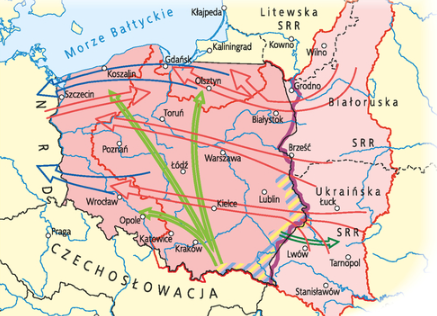 Kłajpeda
Litewska
SRR
Morze Bałtyckie
Kaliningrad
Kowno
Wilno
Gdańsk
Koszalin
Olsztyn
Grodno
Szczecin
Białoruska
SRR
Toruń
Białystok
N R D
Poznań
Warszawa
Brześć
Łódź
Ukraińska
SRR
Wrocław
Kielce
Lublin
Łuck
Opole
Praga
Katowice
Kraków
Lwów
Tarnopol
CZECHOSŁOWACJA
Stanisławów